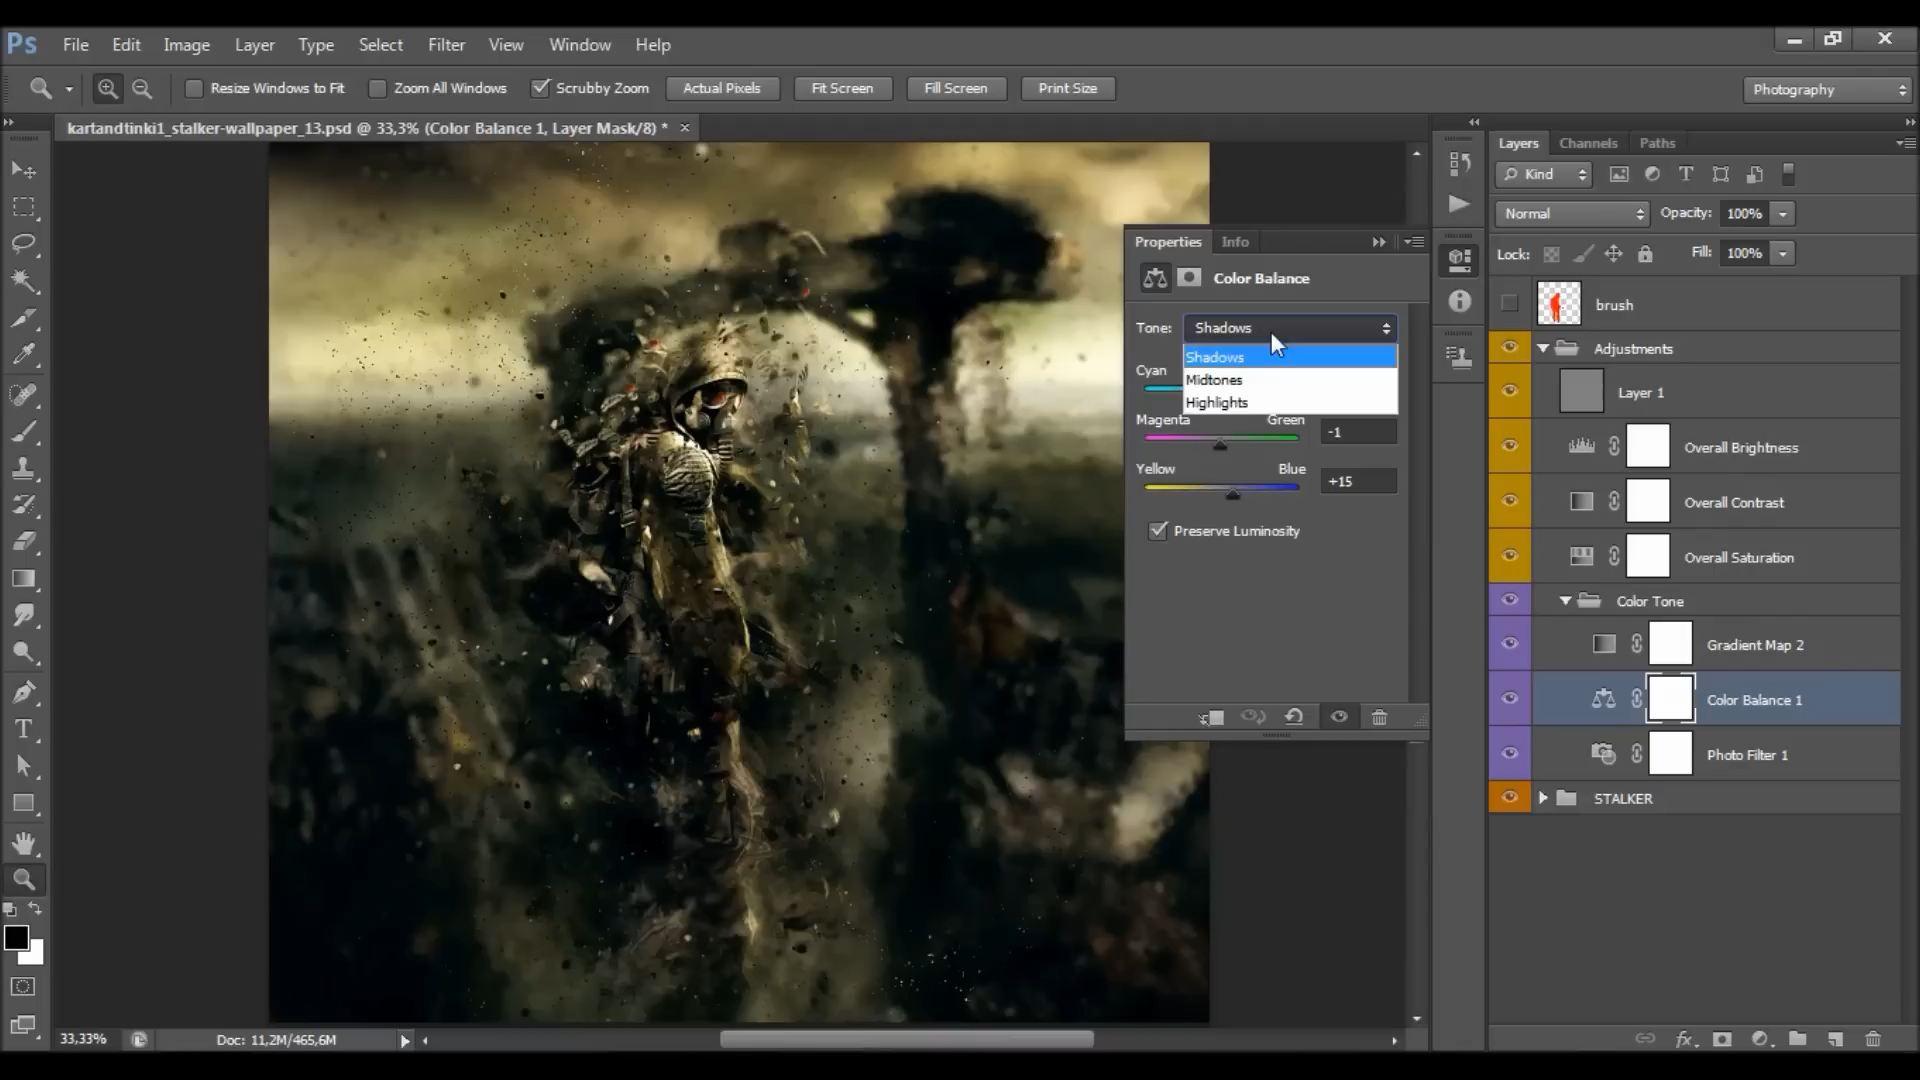 Ps File Edit Image Layer Type Select Filter View Window Help
Resize Windows to Fit Zoom All Windows Scrubby Zoom Actual Pixels Fit Screen Fill Screen Print Size Photography
kartandtinki1_stalker-wallpaper_13.psd @ 33,3% (Color Balance 1, Layer Mask/8) *
Layers Channels Paths
Kind
Normal Opacity: 100%
Lock: Fill: 100%
Properties Info
Color Balance
Tone: Shadows
Shadows
Midtones
Highlights
Cyan
Magenta Green -1
Yellow Blue +15
Preserve Luminosity
brush
Adjustments
Layer 1
Overall Brightness
Overall Contrast
Overall Saturation
Color Tone
Gradient Map 2
Color Balance 1
Photo Filter 1
STALKER
33,33% Doc: 11,2M/465,6M
fx